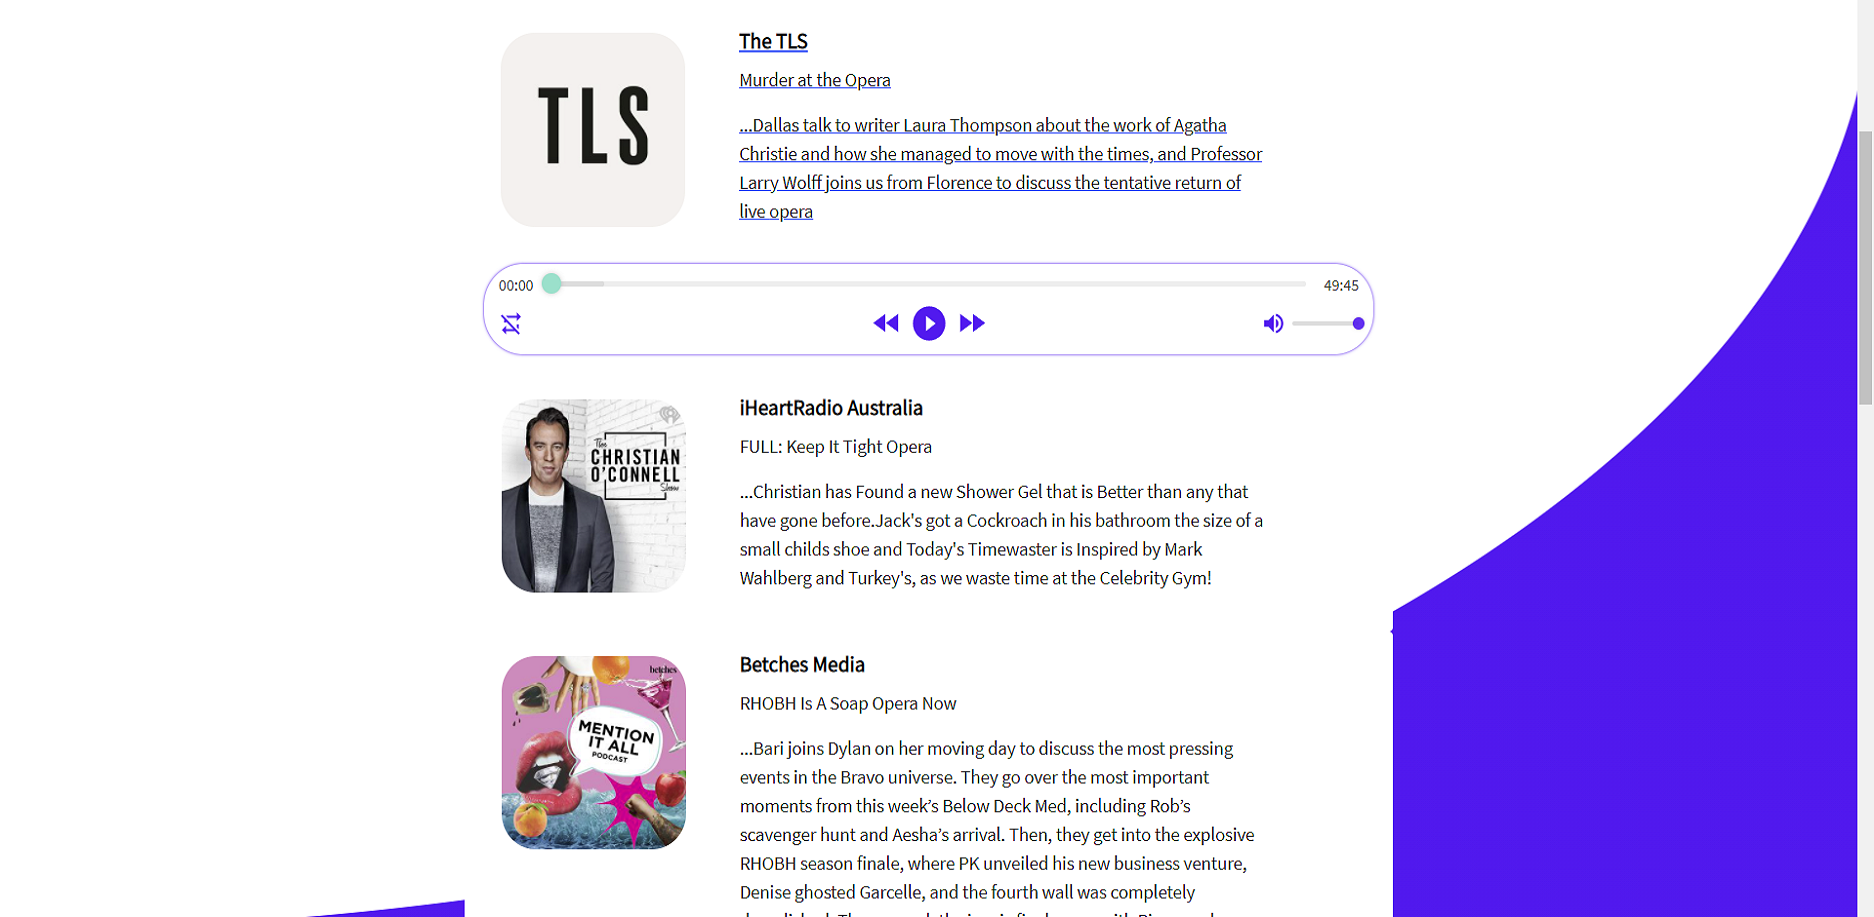 TLS
The TLS
Murder at the Opera
...Dallas talk to writer Laura Thompson about the work of Agatha
Christie and how she managed to move with the times, and Professor
Larry Wolff joins us from Florence to discuss the tentative return of
live opera
00:00
49:45
The
CHRISTIAN
O'CONNELL
Show
iHeartRadio Australia
FULL: Keep It Tight Opera
...Christian has Found a new Shower Gel that is Better than any that
have gone before.Jack's got a Cockroach in his bathroom the size of a
small childs shoe and Today's Timewaster is Inspired by Mark
Wahlberg and Turkey's, as we waste time at the Celebrity Gym!
betches
MENTION
IT ALL
PODCAST
Betches Media
RHOBH Is A Soap Opera Now
...Bari joins Dylan on her moving day to discuss the most pressing
events in the Bravo universe. They go over the most important
moments from this week’s Below Deck Med, including Rob’s
scavenger hunt and Aesha’s arrival. Then, they get into the explosive
RHOBH season finale, where PK unveiled his new business venture,
Denise ghosted Garcelle, and the fourth wall was completely